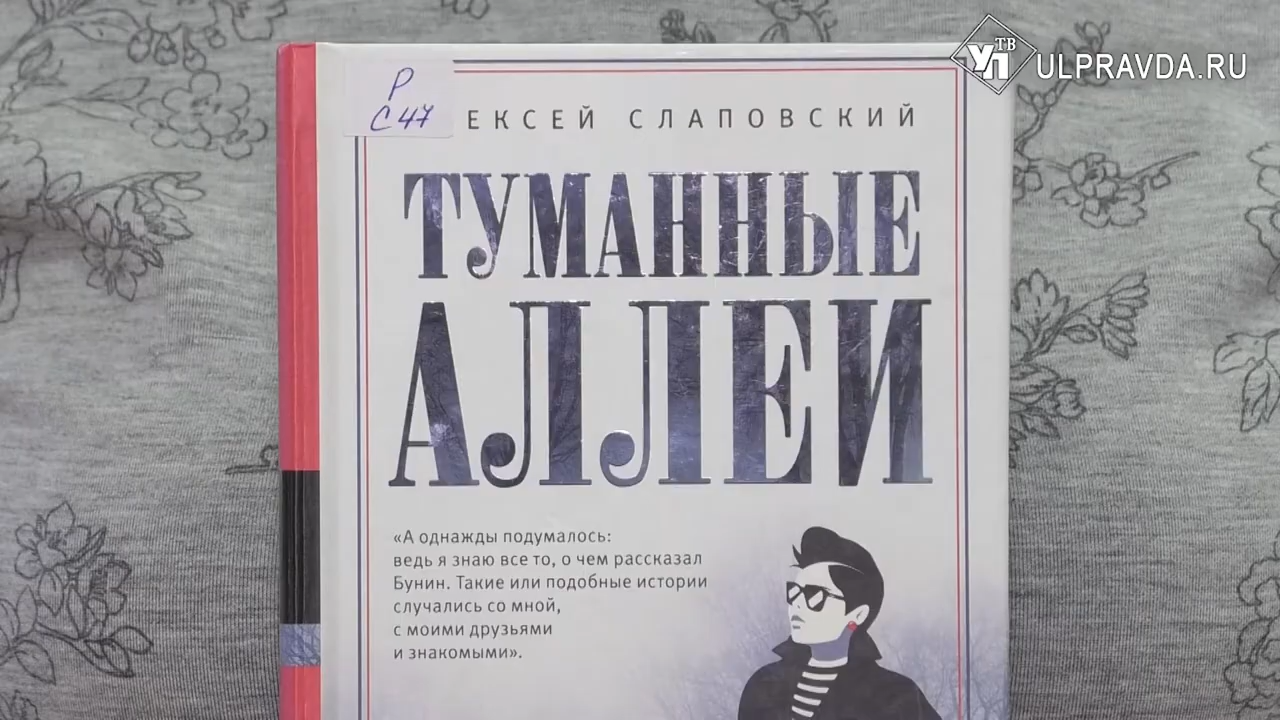 УП ТВ ULPRAVDA.RU
Р
С47
ЕКСЕЙ СЛАПОВСКИЙ
ТУМАННЫЕ
АЛЛЕИ
«А однажды подумалось:
ведь я знаю все то, о чем рассказал
Бунин. Такие или подобные истории
случались со мной,
с моими друзьями
и знакомыми».